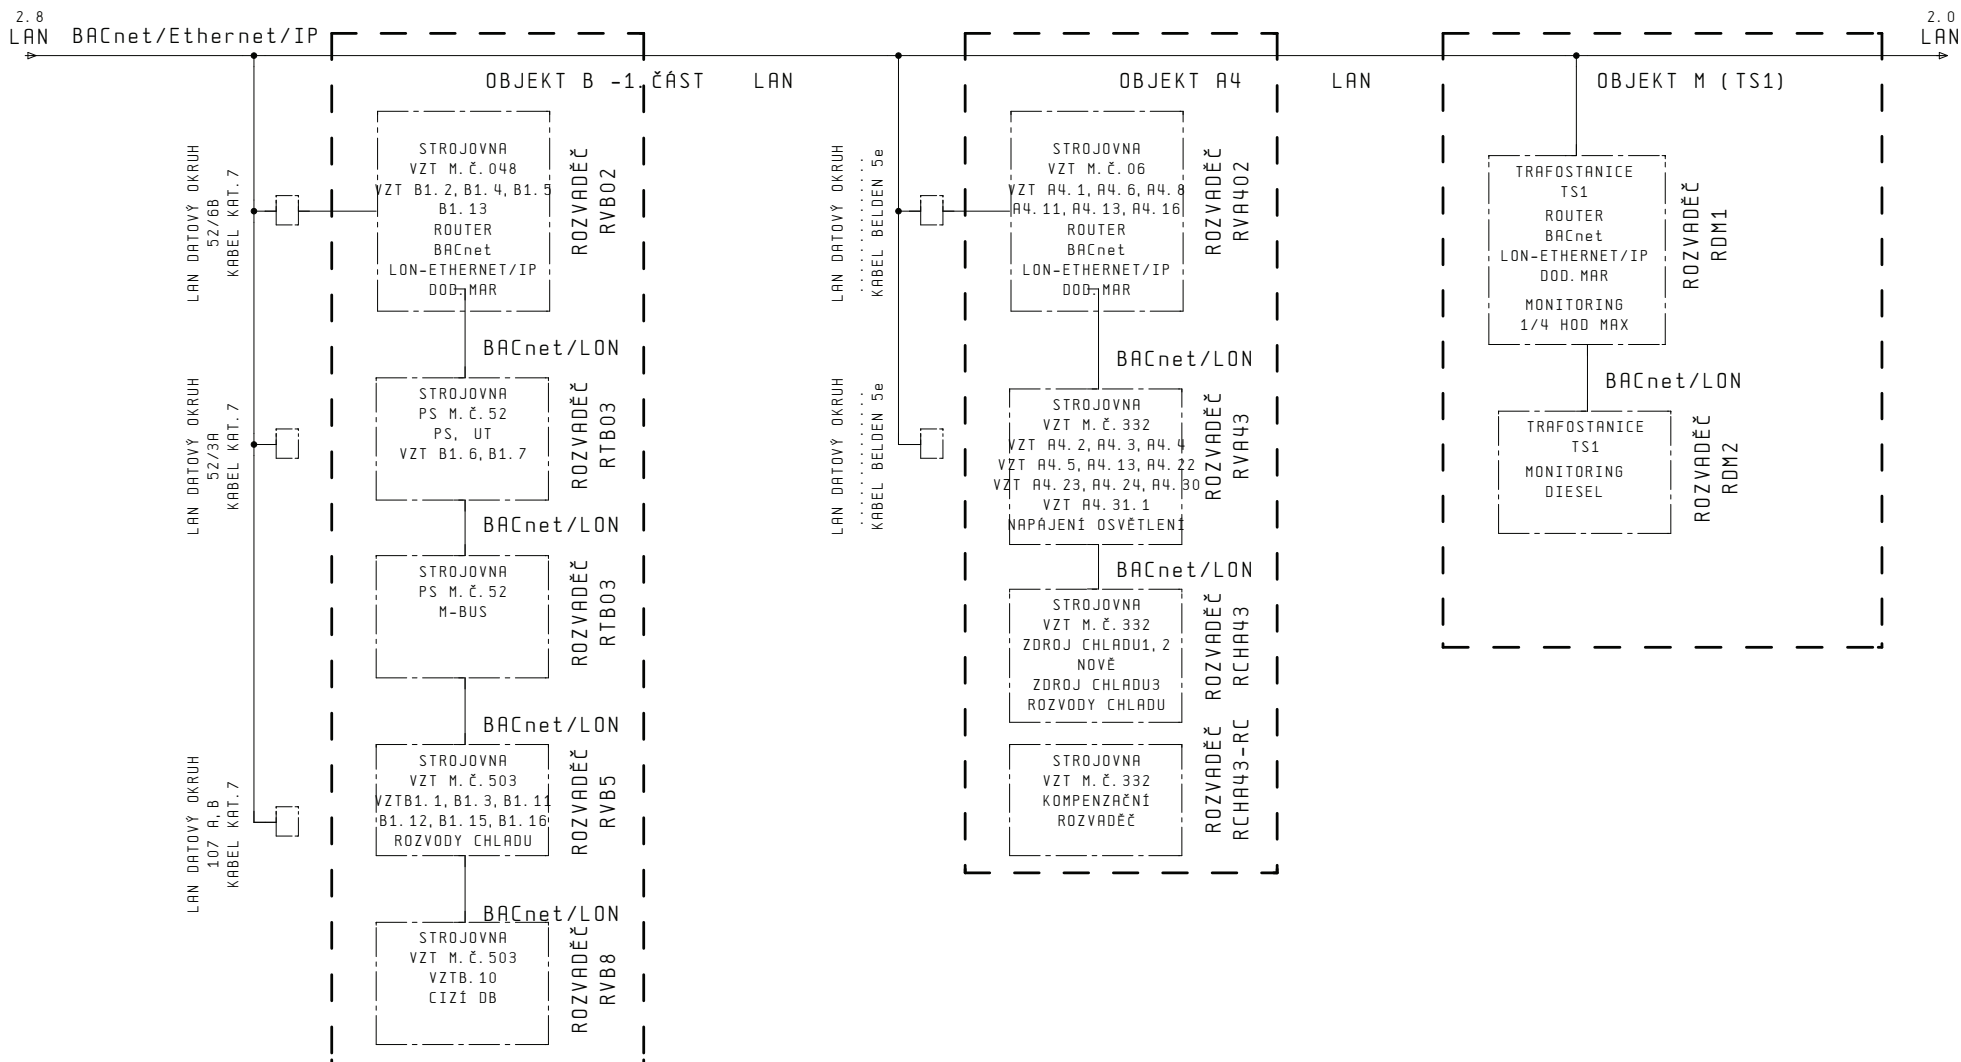 2.8
LAN
BACnet/Ethernet/IP
2.0
LAN
OBJEKT B -1.ČÁST
LAN
OBJEKT A4
LAN
OBJEKT M (TS1)
LAN DATOVÝ OKRUH
52/6B
KABEL KAT.7
STROJOVNA
VZT M.Č.048
VZT B1.2, B1.4, B1.5
B1.13
ROUTER
BACnet
LON-ETHERNET/IP
DOD.MAR
ROZVADĚČ
RVB02
BACnet/LON
LAN DATOVÝ OKRUH
52/3A
KABEL KAT.7
STROJOVNA
PS M.Č.52
PS, UT
VZT B1.6, B1.7
ROZVADĚČ
RTB03
BACnet/LON
STROJOVNA
PS M.Č.52
M-BUS
ROZVADĚČ
RTB03
BACnet/LON
LAN DATOVÝ OKRUH
107 A,B
KABEL KAT.7
STROJOVNA
VZT M.Č.503
VZTB1.1, B1.3, B1.11
B1.12, B1.15, B1.16
ROZVODY CHLADU
ROZVADĚČ
RVB5
BACnet/LON
STROJOVNA
VZT M.Č.503
VZTB.10
CIZÍ DB
ROZVADĚČ
RVB8
LAN DATOVÝ OKRUH
...............
KABEL BELDEN 5e
STROJOVNA
VZT M.Č.06
VZT A4.1, A4.6, A4.8
A4.11, A4.13, A4.16
ROUTER
BACnet
LON-ETHERNET/IP
DOD.MAR
ROZVADĚČ
RVA402
BACnet/LON
LAN DATOVÝ OKRUH
...............
KABEL BELDEN 5e
STROJOVNA
VZT M.Č.332
VZT A4.2, A4.3, A4.4
VZT A4.5, A4.13, A4.22
VZT A4.23, A4.24, A4.30
VZT A4.31.1
NAPÁJENÍ OSVĚTLENÍ
ROZVADĚČ
RVA43
BACnet/LON
STROJOVNA
VZT M.Č.332
ZDROJ CHLADU1,2
NOVĚ
ZDROJ CHLADU3
ROZVODY CHLADU
ROZVADĚČ
RCHA43
STROJOVNA
VZT M.Č.332
KOMPENZAČNÍ
ROZVADĚČ
ROZVADĚČ
RCHA43-RC
TRAFOSTANICE
TS1
ROUTER
BACnet
LON-ETHERNET/IP
DOD.MAR
MONITORING
1/4 HOD MAX
ROZVADĚČ
RDM1
BACnet/LON
TRAFOSTANICE
TS1
MONITORING
DIESEL
ROZVADĚČ
RDM2